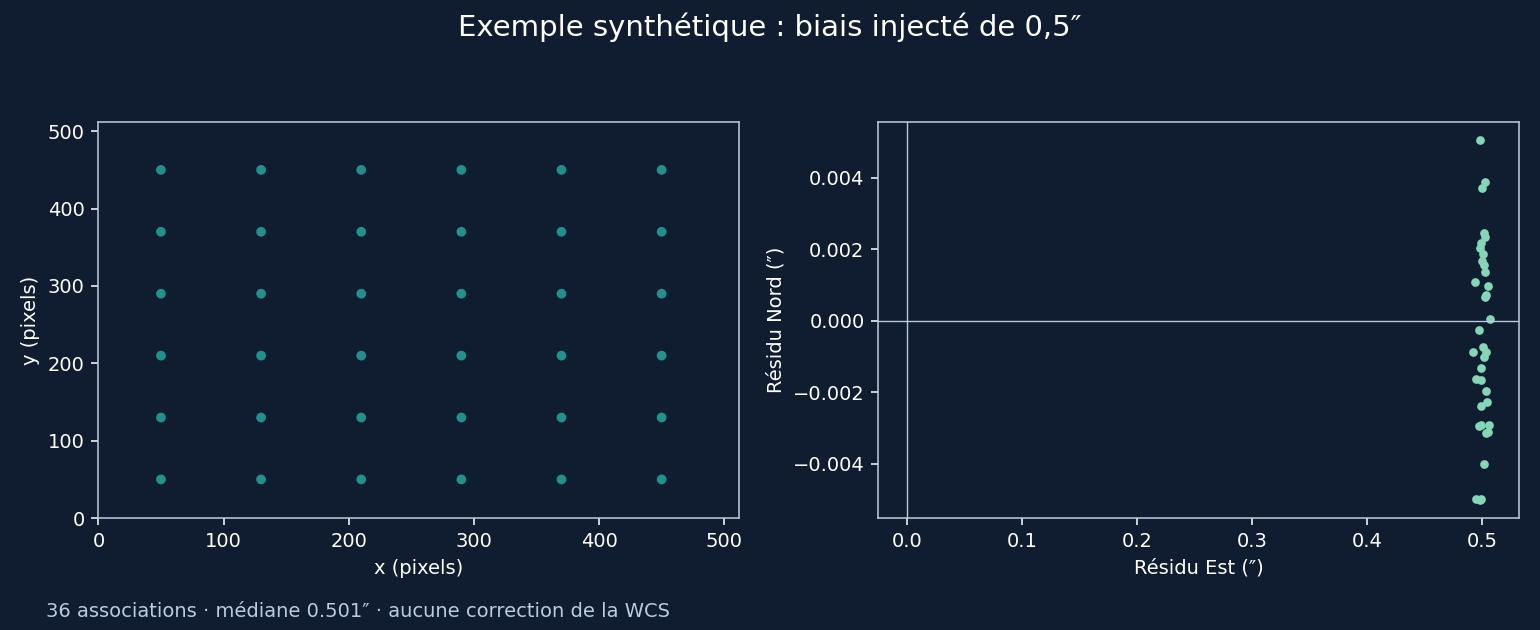 Exemple synthétique : biais injecté de 0,5″
500
400
300
200
100
0
y (pixels)
0 100 200 300 400 500
x (pixels)
0.004
0.002
0.000
−0.002
−0.004
Résidu Nord (″)
0.0 0.1 0.2 0.3 0.4 0.5
Résidu Est (″)
36 associations · médiane 0.501″ · aucune correction de la WCS